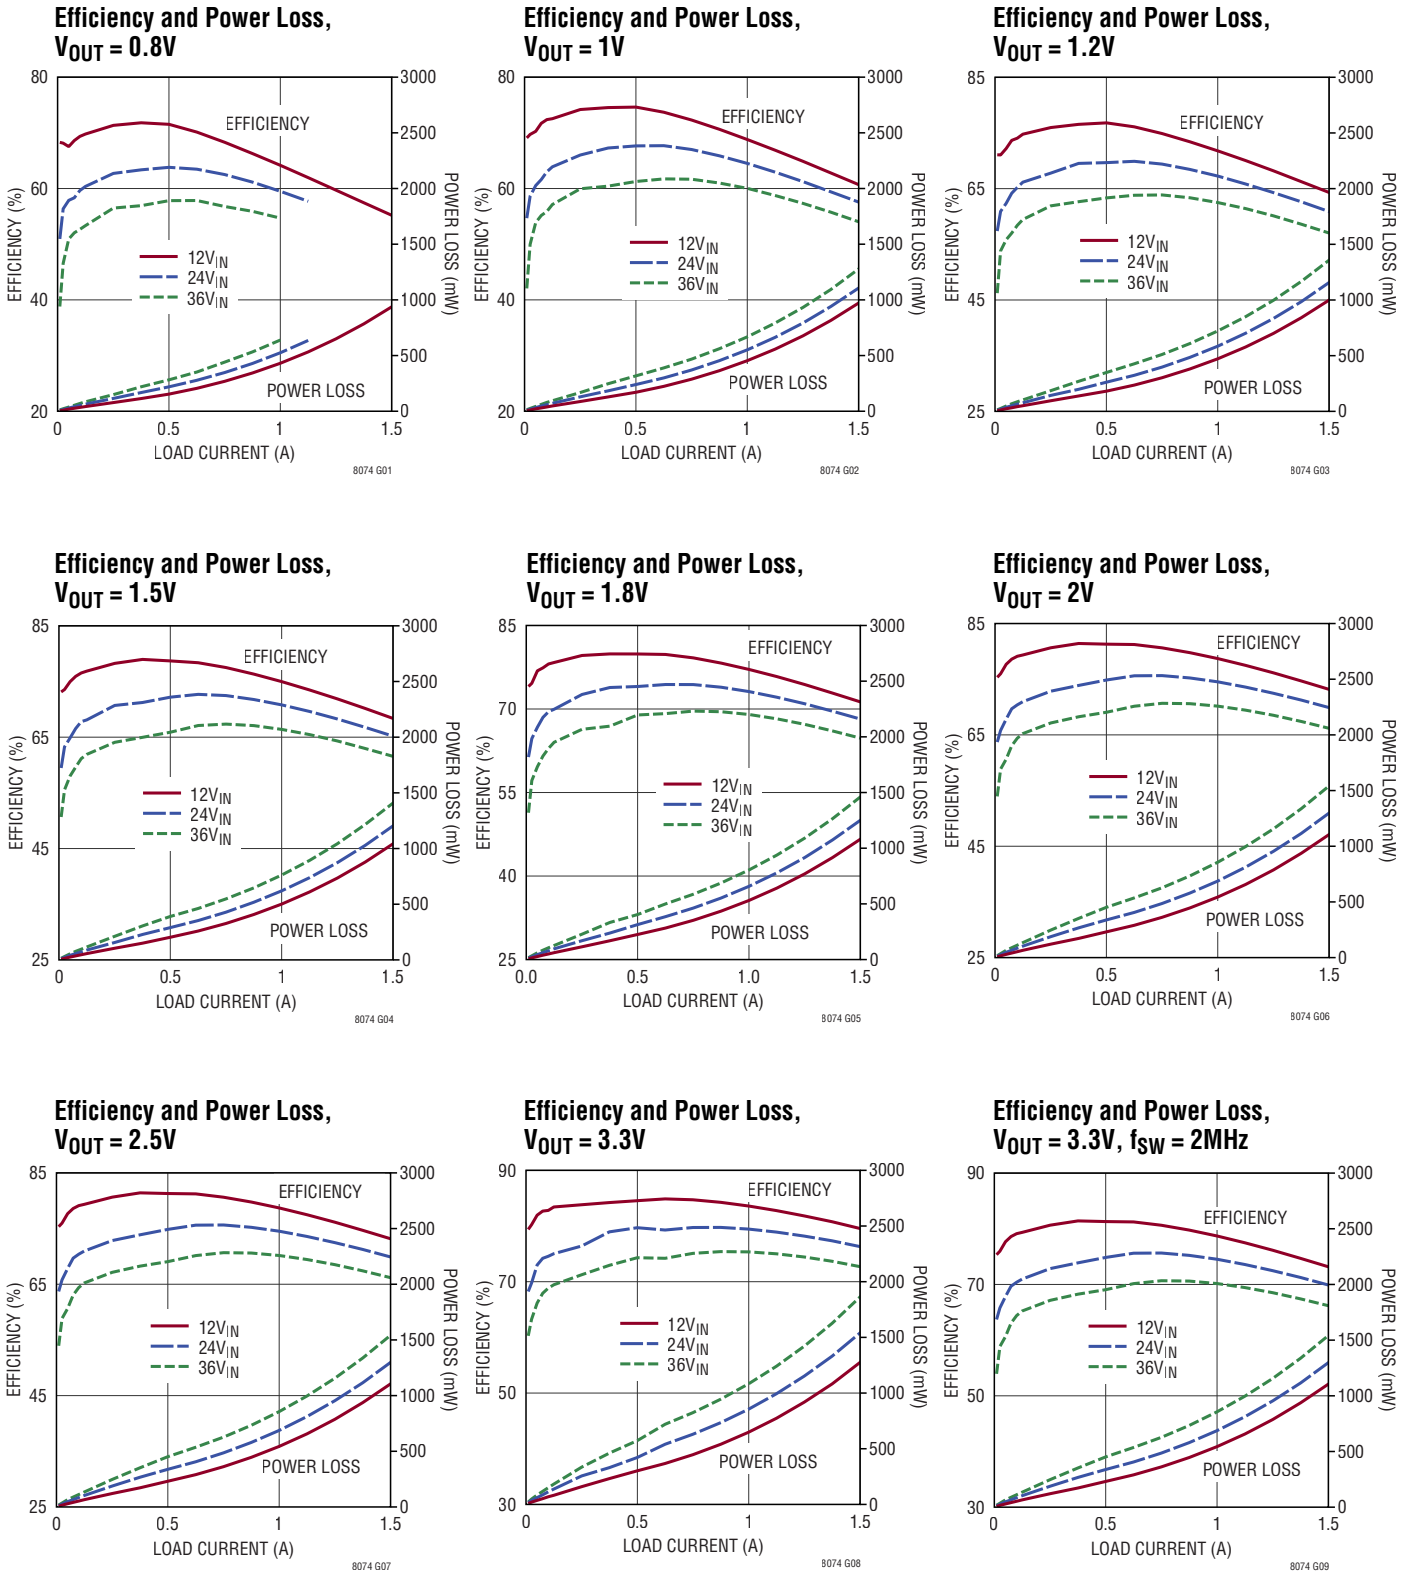 Efficiency and Power Loss,
VOUT = 0.8V
80
60
40
20
3000
2500
2000
1500
1000
500
0
EFFICIENCY (%)
POWER LOSS (mW)
EFFICIENCY
12VIN
24VIN
36VIN
POWER LOSS
0
0.5
1
1.5
LOAD CURRENT (A)
8074 G01
Efficiency and Power Loss,
VOUT = 1V
80
60
40
20
3000
2500
2000
1500
1000
500
0
EFFICIENCY (%)
POWER LOSS (mW)
EFFICIENCY
12VIN
24VIN
36VIN
POWER LOSS
0
0.5
1
1.5
LOAD CURRENT (A)
8074 G02
Efficiency and Power Loss,
VOUT = 1.2V
85
65
45
25
3000
2500
2000
1500
1000
500
0
EFFICIENCY (%)
POWER LOSS (mW)
EFFICIENCY
12VIN
24VIN
36VIN
POWER LOSS
0
0.5
1
1.5
LOAD CURRENT (A)
8074 G03
Efficiency and Power Loss,
VOUT = 1.5V
85
65
45
25
3000
2500
2000
1500
1000
500
0
EFFICIENCY (%)
POWER LOSS (mW)
EFFICIENCY
12VIN
24VIN
36VIN
POWER LOSS
0
0.5
1
1.5
LOAD CURRENT (A)
8074 G04
Efficiency and Power Loss,
VOUT = 1.8V
85
70
55
40
25
3000
2500
2000
1500
1000
500
0
EFFICIENCY (%)
POWER LOSS (mW)
EFFICIENCY
12VIN
24VIN
36VIN
POWER LOSS
0.0
0.5
1.0
1.5
LOAD CURRENT (A)
8074 G05
Efficiency and Power Loss,
VOUT = 2V
85
65
45
25
3000
2500
2000
1500
1000
500
0
EFFICIENCY (%)
POWER LOSS (mW)
EFFICIENCY
12VIN
24VIN
36VIN
POWER LOSS
0
0.5
1
1.5
LOAD CURRENT (A)
8074 G06
Efficiency and Power Loss,
VOUT = 2.5V
85
65
45
25
3000
2500
2000
1500
1000
500
0
EFFICIENCY (%)
POWER LOSS (mW)
EFFICIENCY
12VIN
24VIN
36VIN
POWER LOSS
0
0.5
1
1.5
LOAD CURRENT (A)
8074 G07
Efficiency and Power Loss,
VOUT = 3.3V
90
70
50
30
3000
2500
2000
1500
1000
500
0
EFFICIENCY (%)
POWER LOSS (mW)
EFFICIENCY
12VIN
24VIN
36VIN
POWER LOSS
0
0.5
1
1.5
LOAD CURRENT (A)
8074 G08
Efficiency and Power Loss,
VOUT = 3.3V, fSW = 2MHz
90
70
50
30
3000
2500
2000
1500
1000
500
0
EFFICIENCY (%)
POWER LOSS (mW)
EFFICIENCY
12VIN
24VIN
36VIN
POWER LOSS
0
0.5
1
1.5
LOAD CURRENT (A)
8074 G09